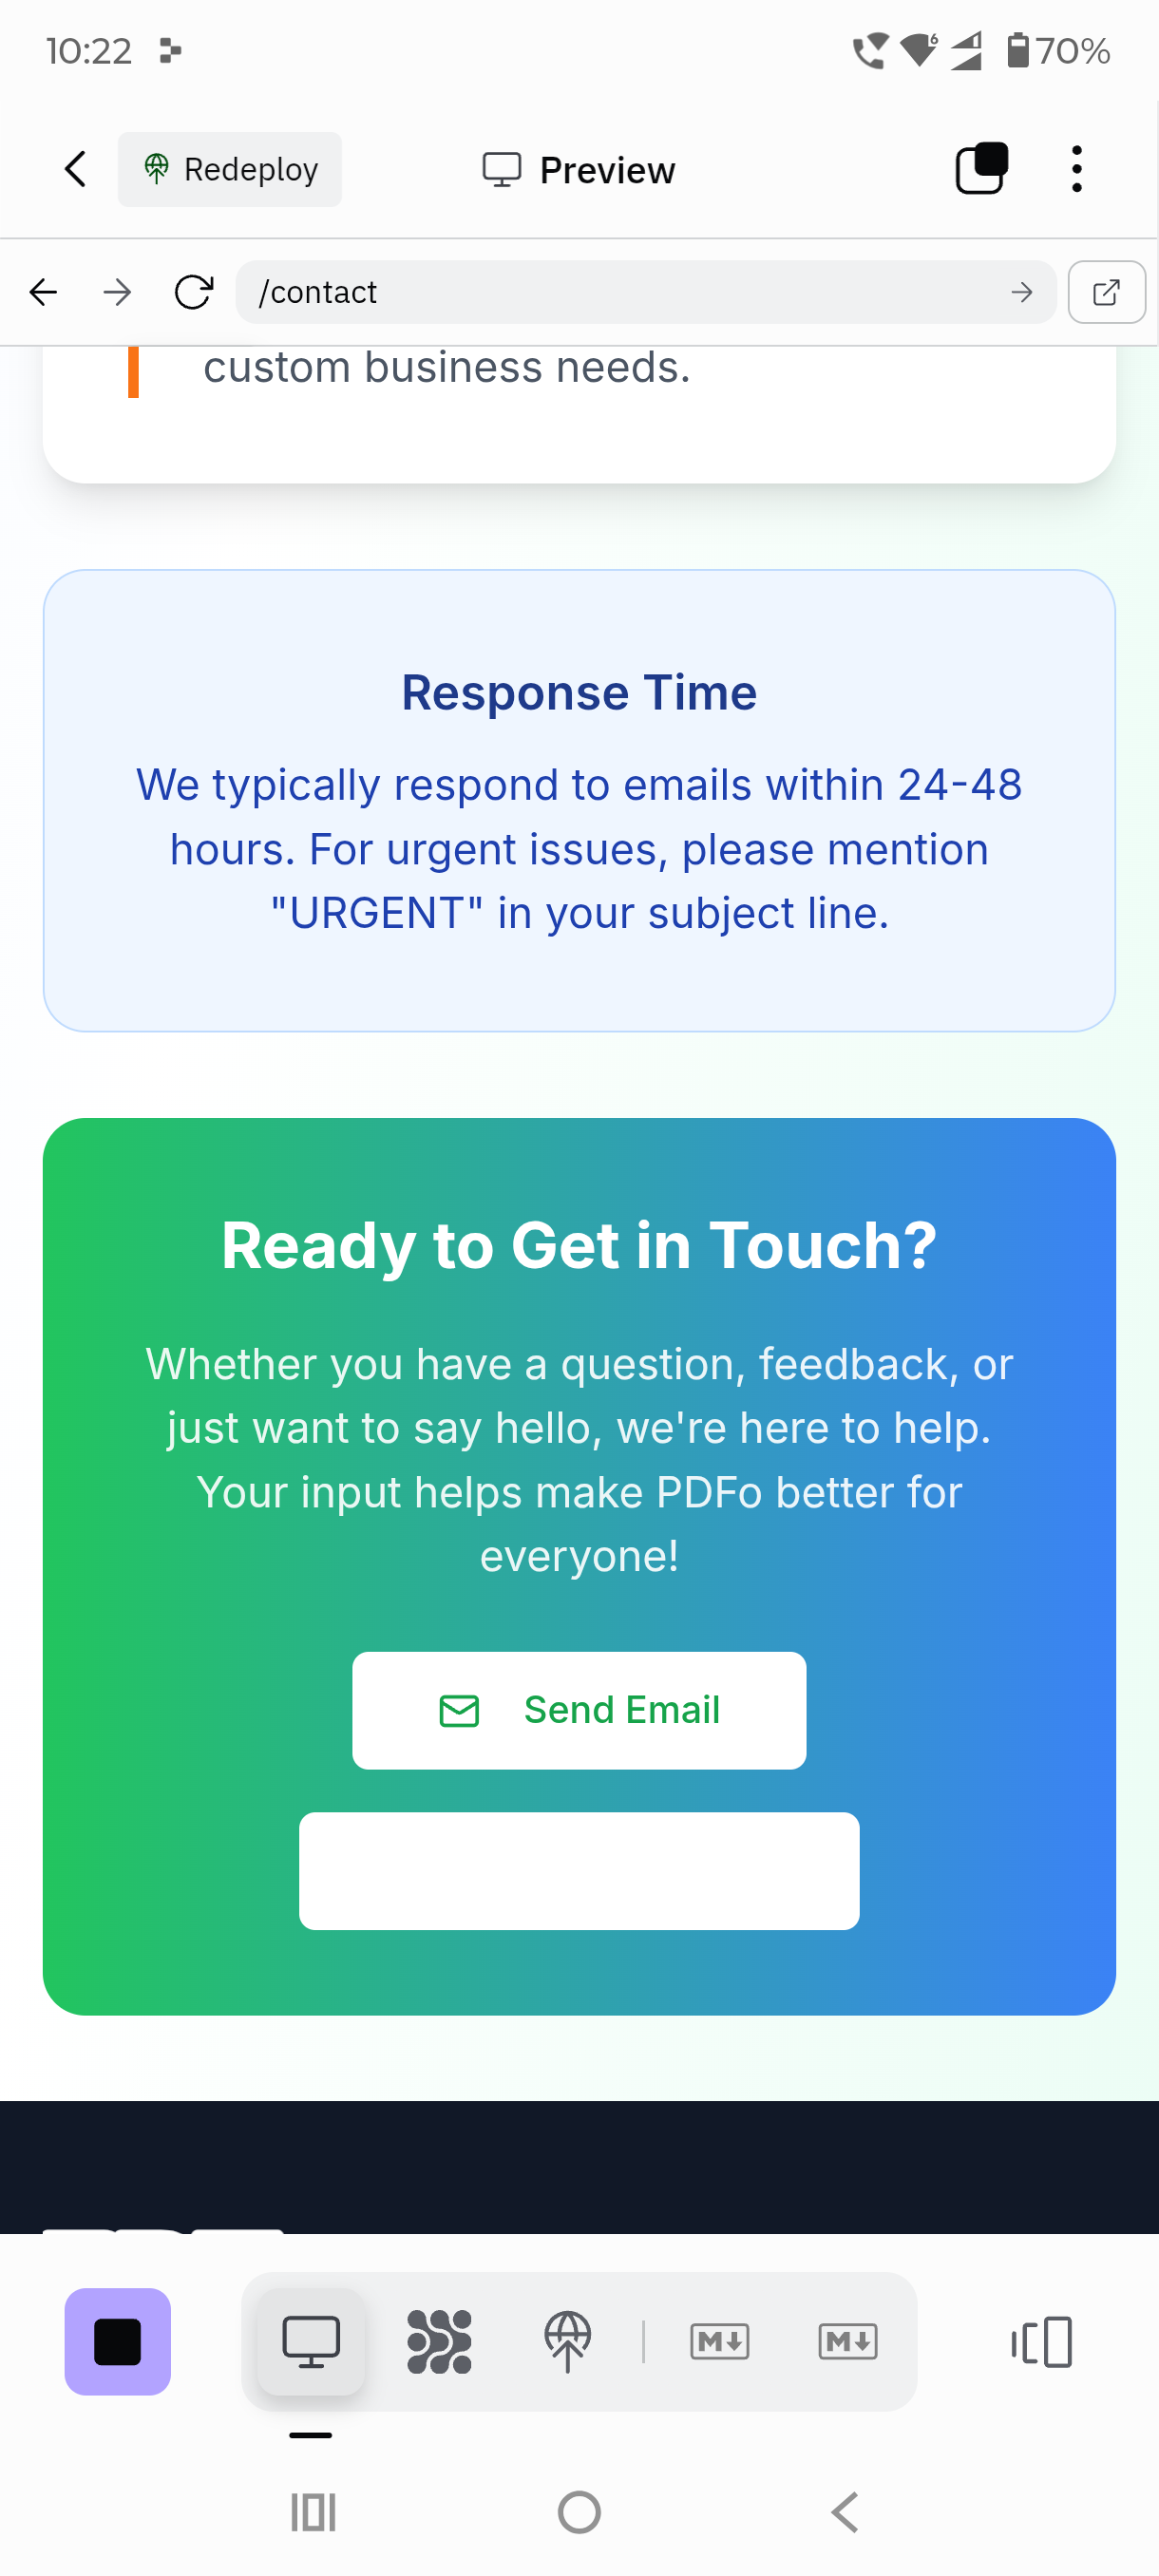 10:22
70%
Redeploy
Preview
/contact
custom business needs.
Response Time
We typically respond to emails within 24-48
hours. For urgent issues, please mention
"URGENT" in your subject line.
Ready to Get in Touch?
Whether you have a question, feedback, or
just want to say hello, we're here to help.
Your input helps make PDFo better for
everyone!
Send Email